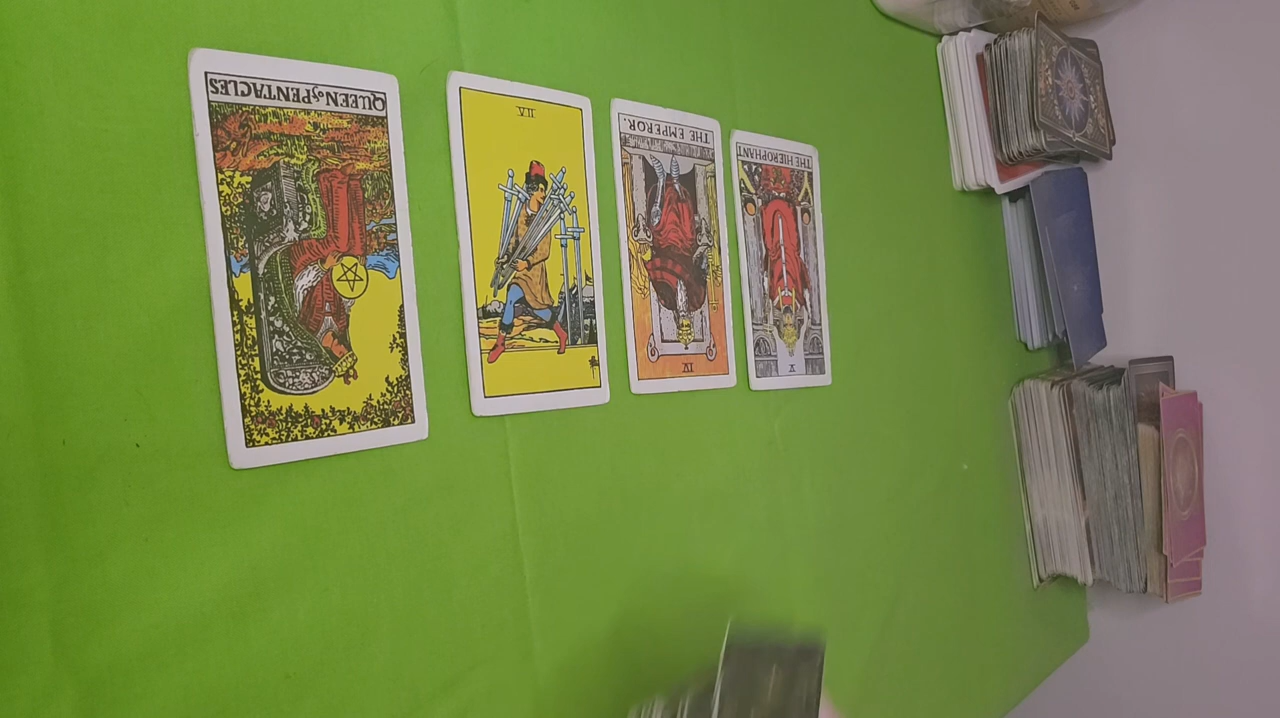 QUEEN of PENTACLES
VII
IV
THE EMPEROR.
V
THE HIEROPHANT